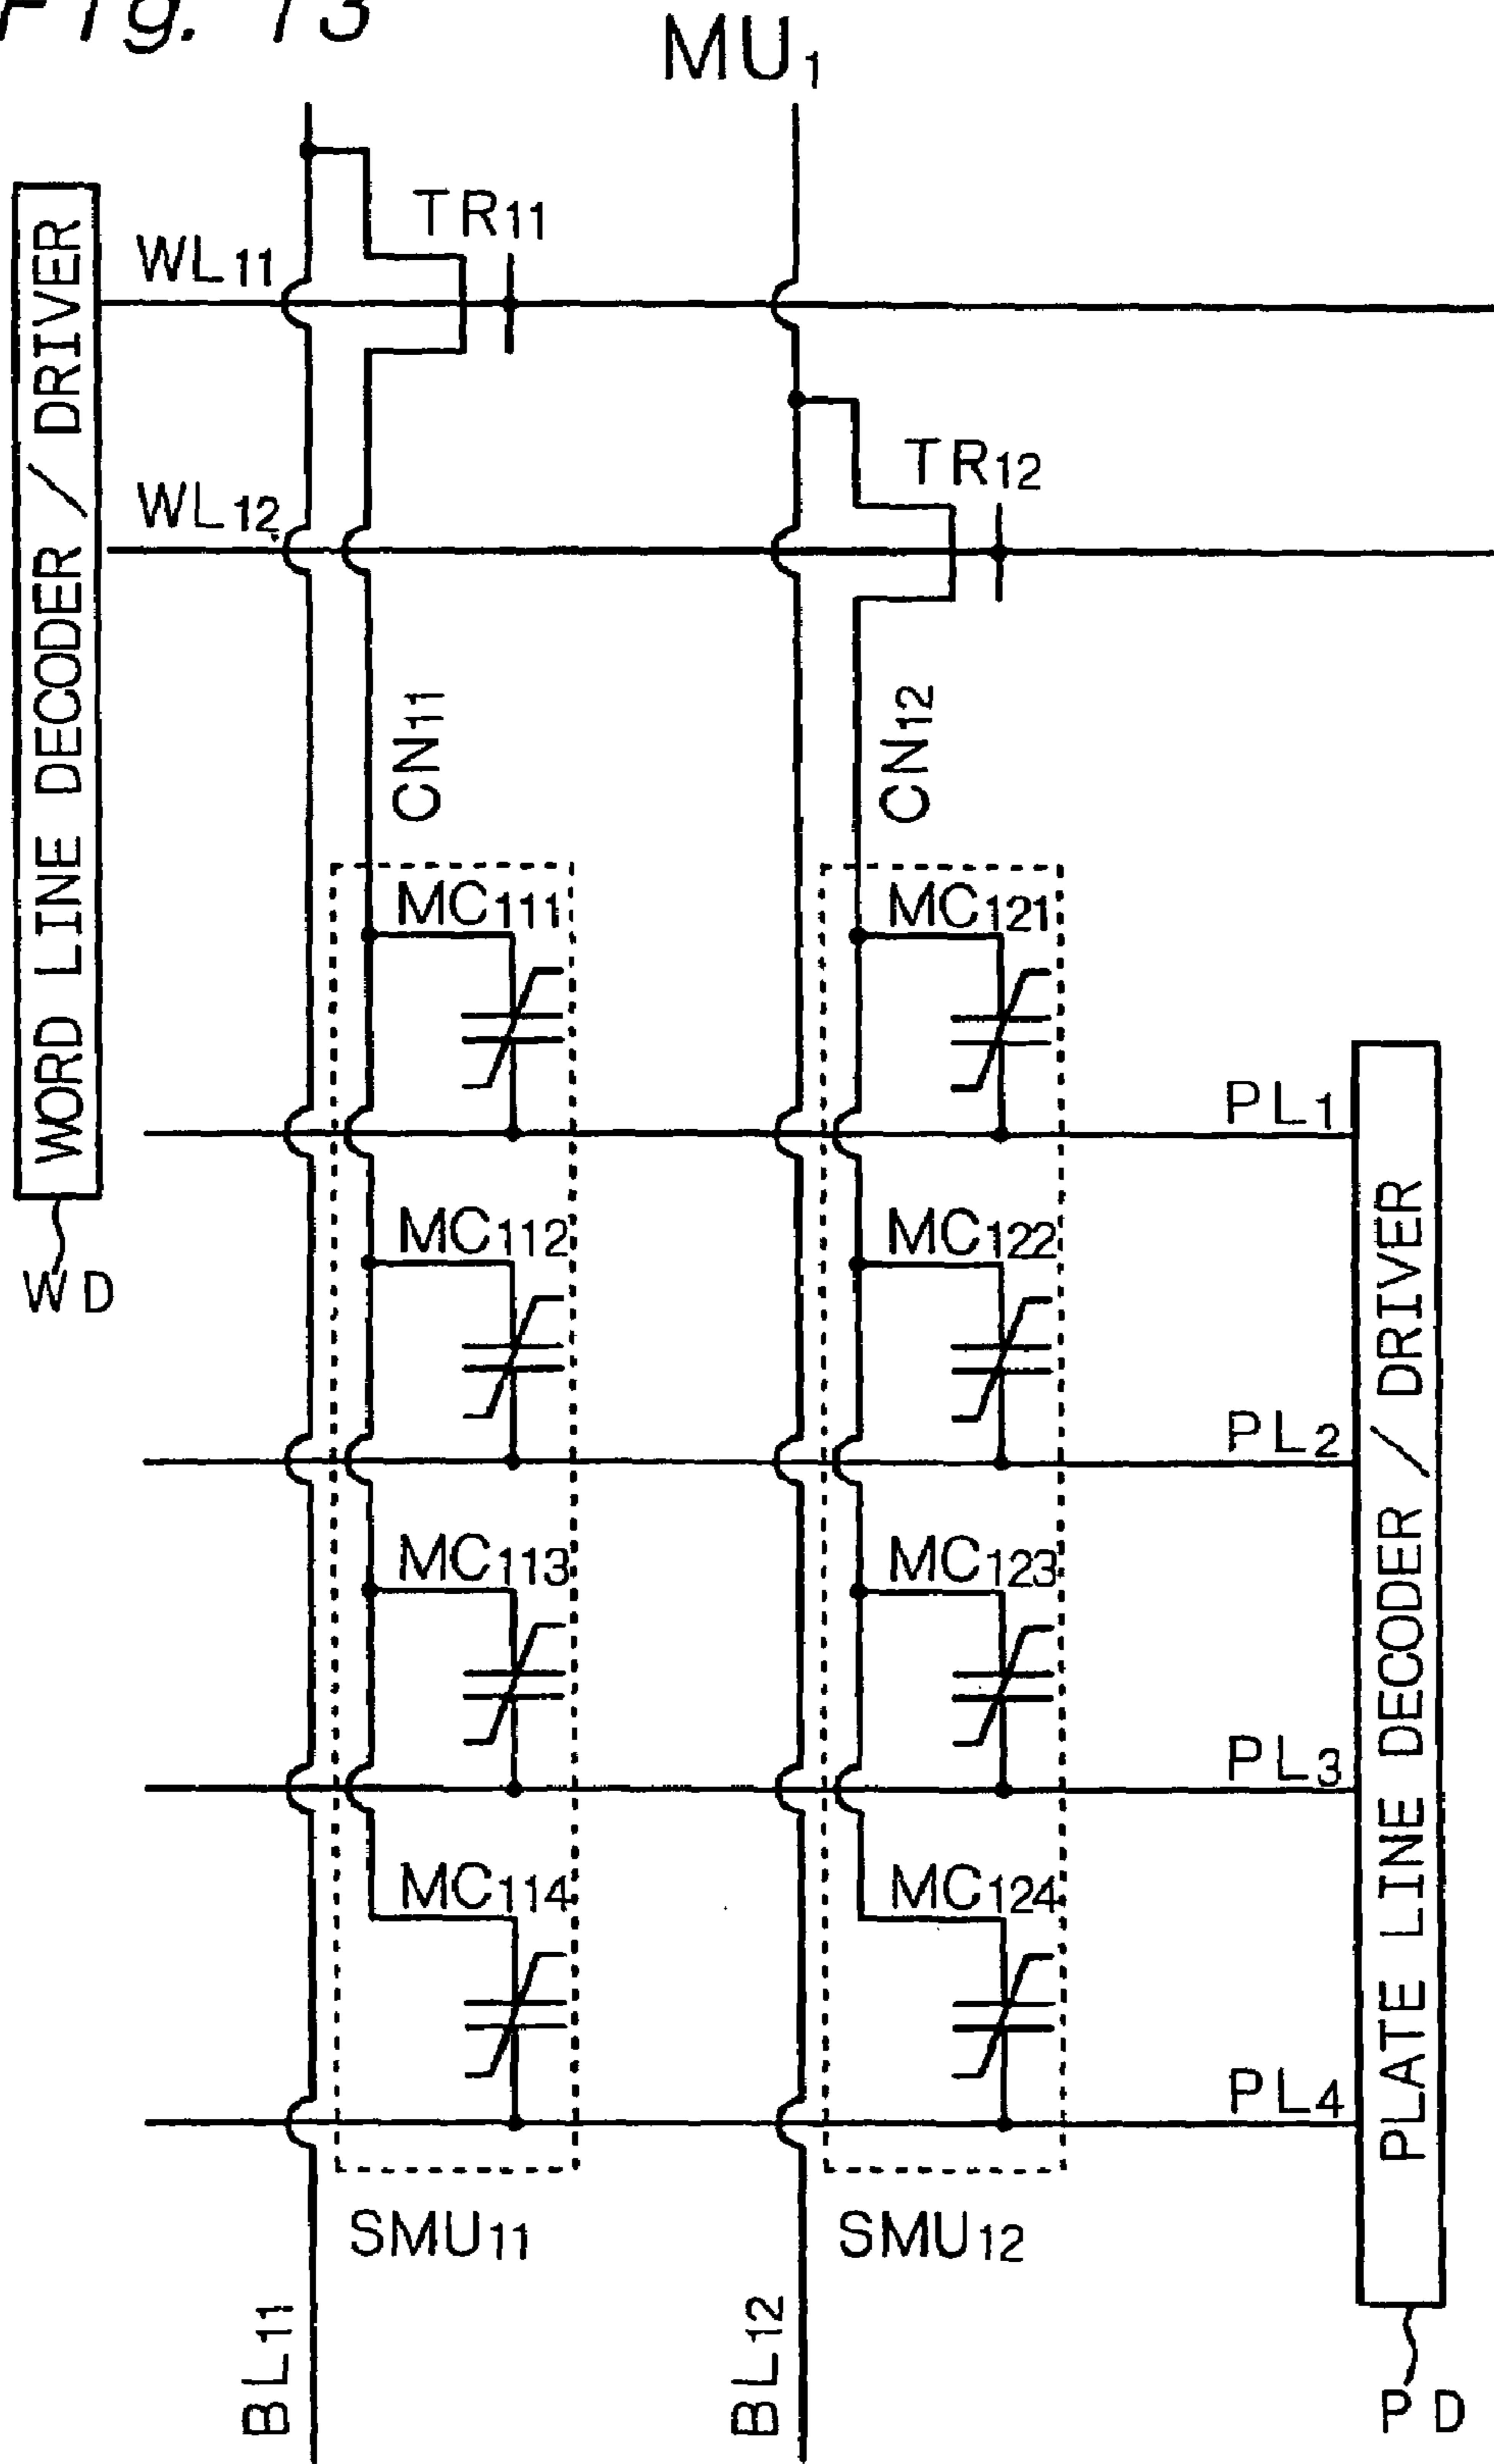 Fig. 13
MU1
TR11
WL11
TR12
WL12
WORD LINE DECODER / DRIVER
CN11
CN12
MC111
MC121
PL1
MC112
MC122
WD
PL2
MC113
MC123
PL3
MC114
MC124
PL4
PLATE LINE DECODER / DRIVER
SMU11
SMU12
BL11
BL12
PD